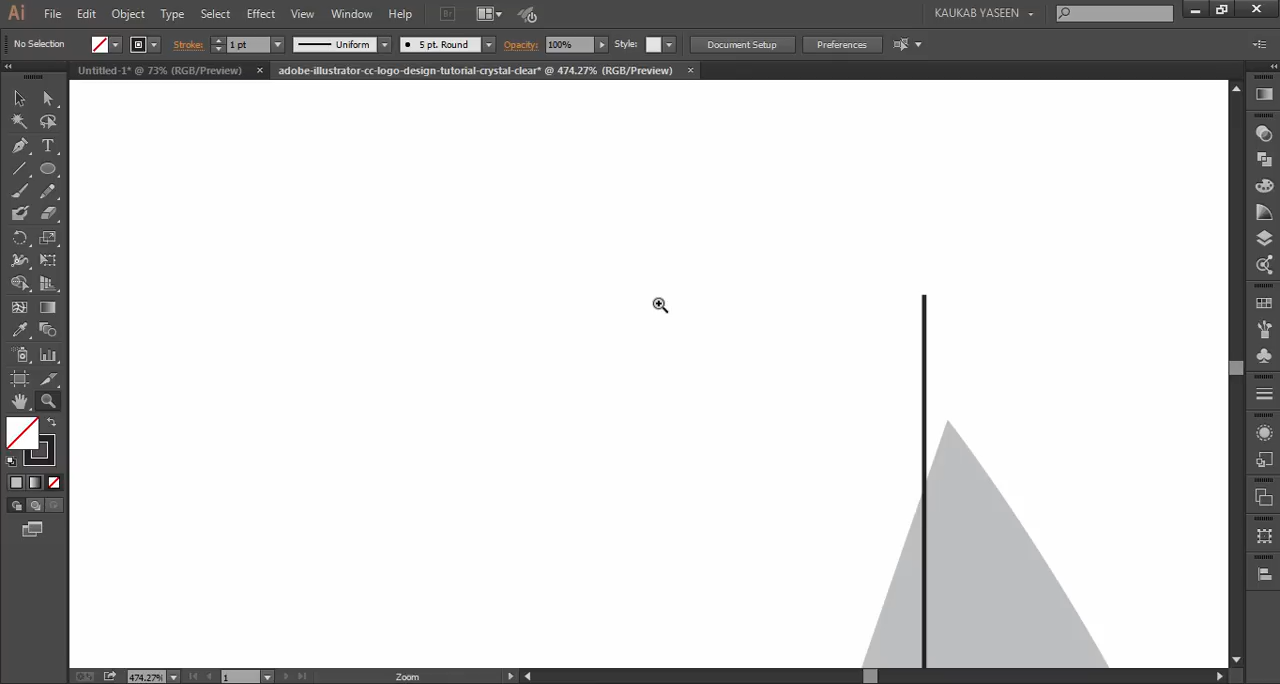 Ai File Edit Object Type Select Effect View Window Help Br KAUKAB YASEEN
No Selection Stroke: 1 pt Uniform 5 pt. Round Opacity: 100% Style: Document Setup Preferences
Untitled-1* @ 73% (RGB/Preview) × adobe-illustrator-cc-logo-design-tutorial-crystal-clear* @ 474.27% (RGB/Preview) ×
T
474.27% 1 Zoom